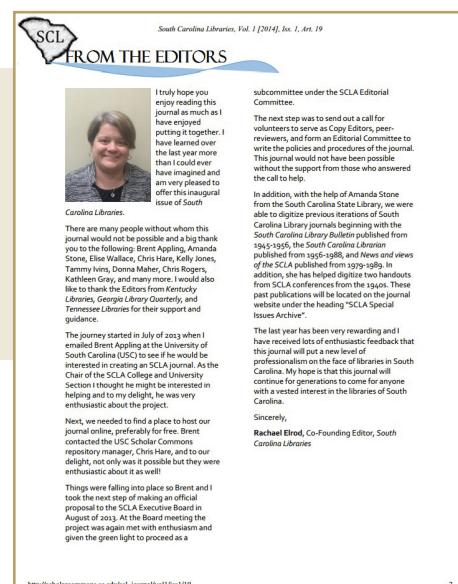 South Carolina Libraries, Vol. 1 [2014], Iss. 1, Art. 19
SCL
FROM THE EDITORS
I truly hope you
enjoy reading this
journal as much as I
have enjoyed
putting it together. I
have learned over
the last year more
than I could ever
have imagined and
am very pleased to
offer this inaugural
issue of South
Carolina Libraries.
There are many people without whom this
journal would not be possible and a big thank
you to the following: Brent Appling, Amanda
Stone, Elise Wallace, Chris Hare, Kelly Jones,
Tammy Ivins, Donna Maher, Chris Rogers,
Kathleen Gray, and many more. I would also
like to thank the Editors from Kentucky
Libraries, Georgia Library Quarterly, and
Tennessee Libraries for their support and
guidance.
The journey started in July of 2013 when I
emailed Brent Appling at the University of
South Carolina (USC) to see if he would be
interested in creating an SCLA journal. As the
Chair of the SCLA College and University
Section I thought he might be interested in
helping and to my delight, he was very
enthusiastic about the project.
Next, we needed to find a place to host our
journal online, preferably for free. Brent
contacted the USC Scholar Commons
repository manager, Chris Hare, and to our
delight, not only was it possible but they were
enthusiastic about it as well!
Things were falling into place so Brent and I
took the next step of making an official
proposal to the SCLA Executive Board in
August of 2013. At the Board meeting the
project was again met with enthusiasm and
given the green light to proceed as a
subcommittee under the SCLA Editorial
Committee.
The next step was to send out a call for
volunteers to serve as Copy Editors, peer-
reviewers, and form an Editorial Committee to
write the policies and procedures of the journal.
This journal would not have been possible
without the support from those who answered
the call to help.
In addition, with the help of Amanda Stone
from the South Carolina State Library, we were
able to digitize previous iterations of South
Carolina Library journals beginning with the
South Carolina Library Bulletin published from
1945-1956, the South Carolina Librarian
published from 1956-1988, and News and views
of the SCLA published from 1979-1989. In
addition, she has helped digitize two handouts
from SCLA conferences from the 1940s. These
past publications will be located on the journal
website under the heading "SCLA Special
Issues Archive".
The last year has been very rewarding and I
have received lots of enthusiastic feedback that
this journal will put a new level of
professionalism on the face of libraries in South
Carolina. My hope is that this journal will
continue for generations to come for anyone
with a vested interest in the libraries of South
Carolina.
Sincerely,
Rachael Elrod, Co-Founding Editor, South
Carolina Libraries